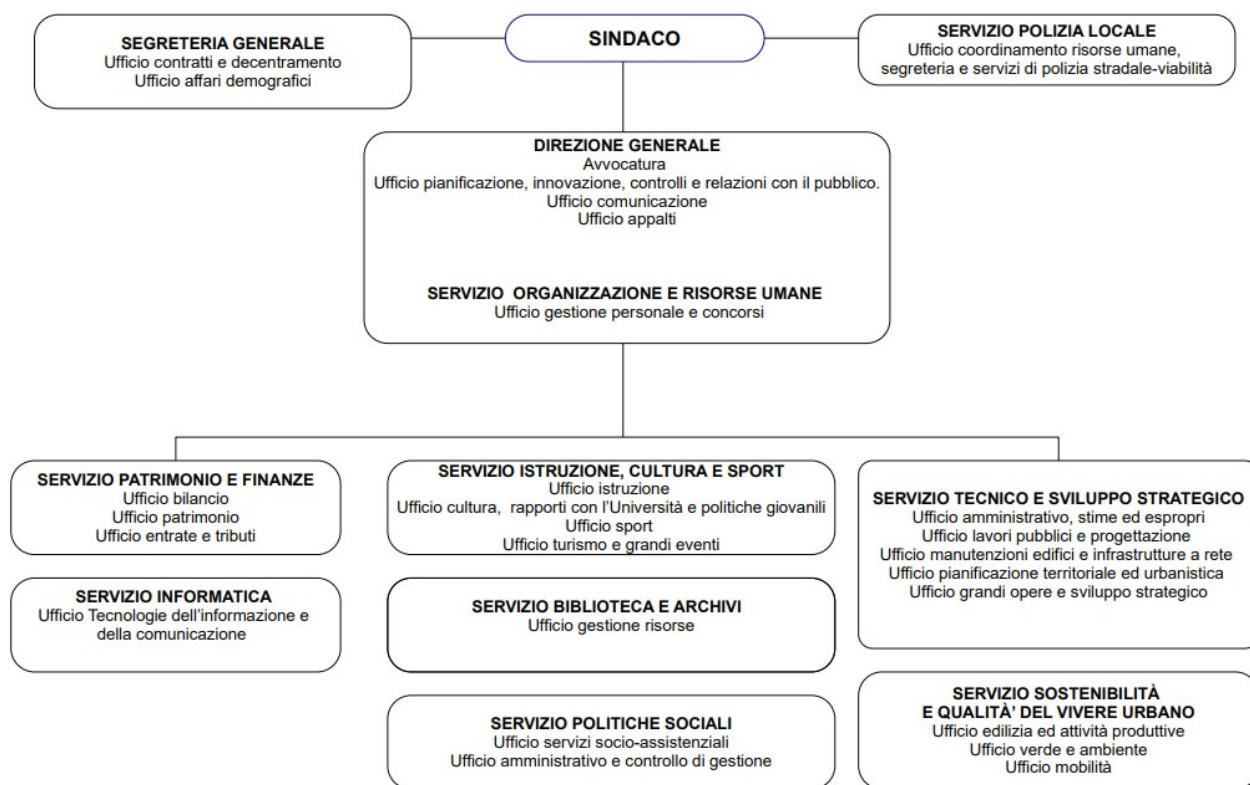 SEGRETERIA GENERALE
Ufficio contratti e decentramento
Ufficio affari demografici
SINDACO
SERVIZIO POLIZIA LOCALE
Ufficio coordinamento risorse umane,
segreteria e servizi di polizia stradale-viabilità
DIREZIONE GENERALE
Avvocatura
Ufficio pianificazione, innovazione, controlli e relazioni con il pubblico.
Ufficio comunicazione
Ufficio appalti
SERVIZIO ORGANIZZAZIONE E RISORSE UMANE
Ufficio gestione personale e concorsi
SERVIZIO PATRIMONIO E FINANZE
Ufficio bilancio
Ufficio patrimonio
Ufficio entrate e tributi
SERVIZIO INFORMATICA
Ufficio Tecnologie dell’informazione e
della comunicazione
SERVIZIO ISTRUZIONE, CULTURA E SPORT
Ufficio istruzione
Ufficio cultura, rapporti con l’Università e politiche giovanili
Ufficio sport
Ufficio turismo e grandi eventi
SERVIZIO BIBLIOTECA E ARCHIVI
Ufficio gestione risorse
SERVIZIO POLITICHE SOCIALI
Ufficio servizi socio-assistenziali
Ufficio amministrativo e controllo di gestione
SERVIZIO TECNICO E SVILUPPO STRATEGICO
Ufficio amministrativo, stime ed espropri
Ufficio lavori pubblici e progettazione
Ufficio manutenzioni edifici e infrastrutture a rete
Ufficio pianificazione territoriale ed urbanistica
Ufficio grandi opere e sviluppo strategico
SERVIZIO SOSTENIBILITÀ
E QUALITÀ’ DEL VIVERE URBANO
Ufficio edilizia ed attività produttive
Ufficio verde e ambiente
Ufficio mobilità